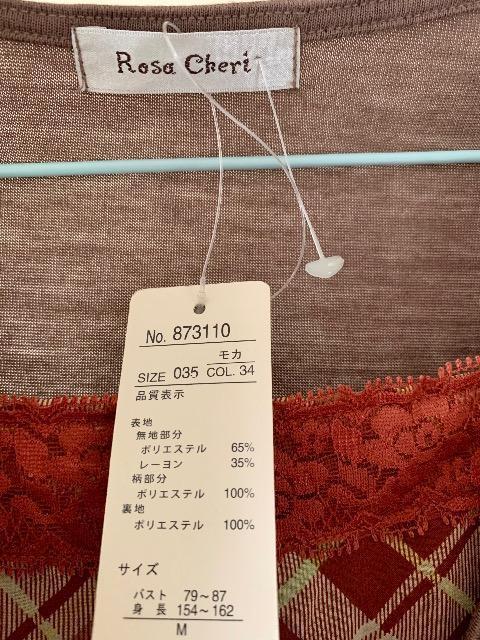 Rosa Cheri
No. 873110
モカ
SIZE 035 COL. 34
品質表示
表地
無地部分
ポリエステル 65%
レーヨン 35%
柄部分
ポリエステル 100%
裏地
ポリエステル 100%
サイズ
バスト 79～87
身長 154～162
M